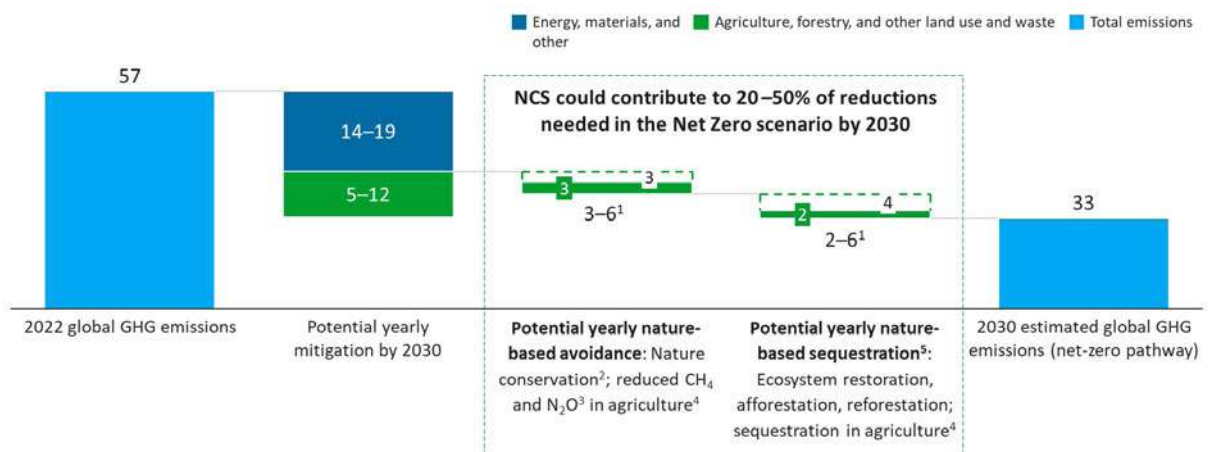 Energy, materials, and
other
Agriculture, forestry, and other land use and waste
Total emissions
57
NCS could contribute to 20–50% of reductions
needed in the Net Zero scenario by 2030
14–19
5–12
3
3
3–6¹
2
4
2–6¹
33
2022 global GHG emissions
Potential yearly
mitigation by 2030
Potential yearly nature-
based avoidance: Nature
conservation²; reduced CH₄
and N₂O³ in agriculture⁴
Potential yearly nature-
based sequestration⁵:
Ecosystem restoration,
afforestation, reforestation;
sequestration in agriculture⁴
2030 estimated global GHG
emissions (net-zero pathway)